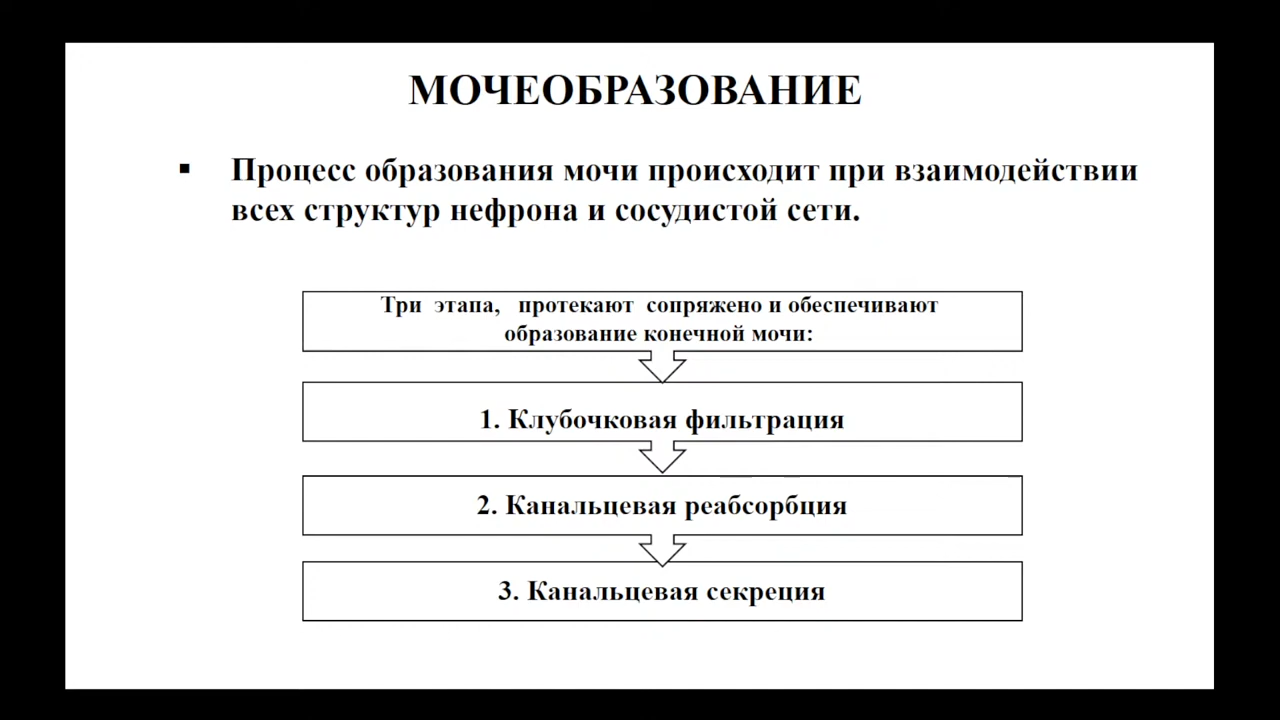 МОЧЕОБРАЗОВАНИЕ
▪ Процесс образования мочи происходит при взаимодействии
всех структур нефрона и сосудистой сети.
Три этапа, протекают сопряжено и обеспечивают
образование конечной мочи:
1. Клубочковая фильтрация
2. Канальцевая реабсорбция
3. Канальцевая секреция